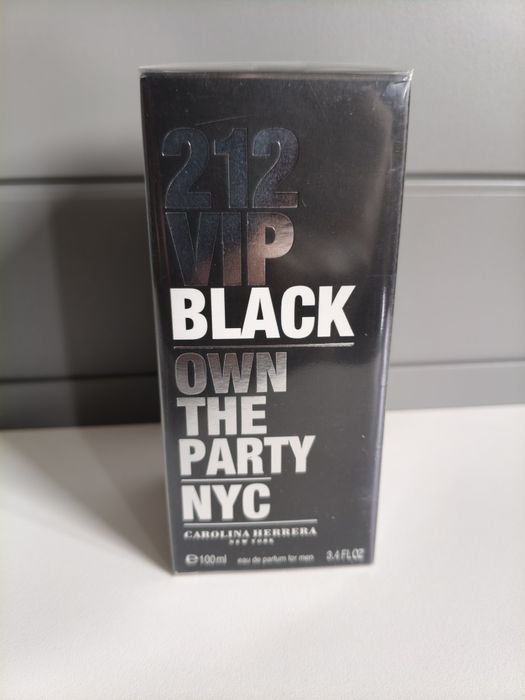 212
VIP
BLACK
OWN
THE
PARTY
NYC
CAROLINA HERRERA
NEW YORK
℮100ml eau de parfum for men 3.4 FL OZ